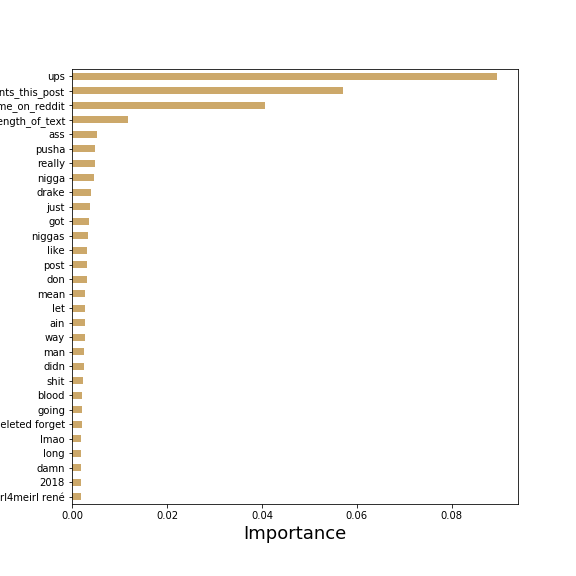 ups
nts_this_post
me_on_reddit
ength_of_text
ass
pusha
really
nigga
drake
just
got
niggas
like
post
don
mean
let
ain
way
man
didn
shit
blood
going
eleted forget
lmao
long
damn
2018
rl4meirl rené
0.00 0.02 0.04 0.06 0.08
Importance